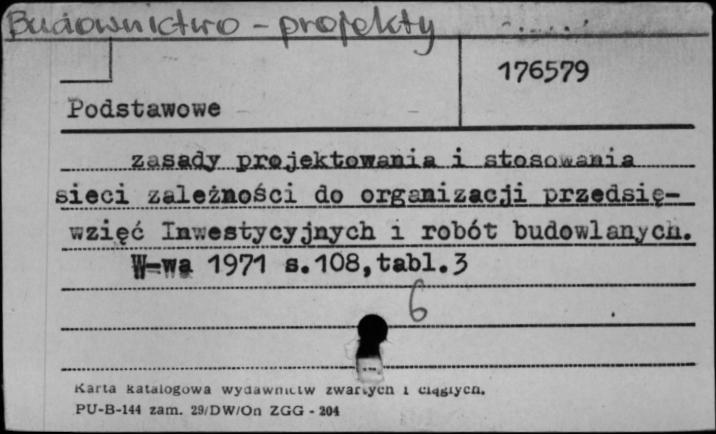 Budownictwo - projekty
176579
Podstawowe
zasady projektowania i stosowania
sieci zależności do organizacji przedsię-
wzięć Inwestycyjnych i robót budowlanych.
W-wa 1971 s.108,tabl.3
6
Karta katalogowa wydawnictw zwartych i ciągłych.
PU-B-144 zam. 29/DW/On ZGG - 204